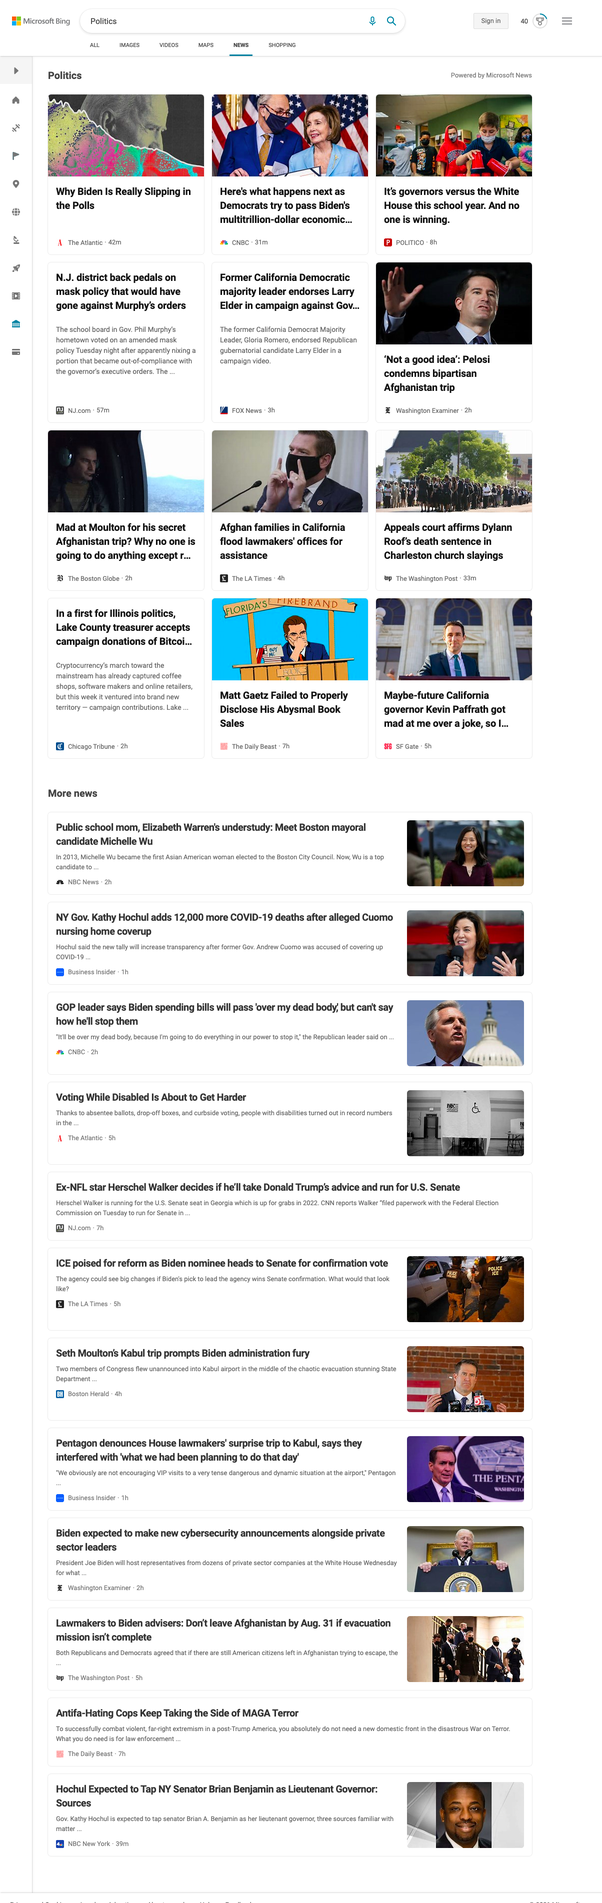 Microsoft Bing
Politics
Sign in
40
ALL IMAGES VIDEOS MAPS NEWS SHOPPING
Politics
Powered by Microsoft News
Why Biden Is Really Slipping in
the Polls
The Atlantic · 42m
Here's what happens next as
Democrats try to pass Biden's
multitrillion-dollar economic...
CNBC · 31m
It's governors versus the White
House this school year. And no
one is winning.
POLITICO · 8h
N.J. district back pedals on
mask policy that would have
gone against Murphy's orders
The school board in Gov. Phil Murphy's
hometown voted on an amended mask
policy Tuesday night after apparently nixing a
portion that became out-of-compliance with
the governor's executive orders. The ...
NJ.com · 57m
Former California Democratic
majority leader endorses Larry
Elder in campaign against Gov...
The former California Democrat Majority
Leader, Gloria Romero, endorsed Republican
gubernatorial candidate Larry Elder in a
campaign video.
FOX News · 3h
'Not a good idea': Pelosi
condemns bipartisan
Afghanistan trip
Washington Examiner · 2h
Mad at Moulton for his secret
Afghanistan trip? Why no one is
going to do anything except r...
The Boston Globe · 2h
Afghan families in California
flood lawmakers' offices for
assistance
The LA Times · 4h
Appeals court affirms Dylann
Roof's death sentence in
Charleston church slayings
The Washington Post · 33m
In a first for Illinois politics,
Lake County treasurer accepts
campaign donations of Bitcoi...
Cryptocurrency's march toward the
mainstream has already captured coffee
shops, software makers and online retailers,
but this week it ventured into brand new
territory — campaign contributions. Lake ...
Chicago Tribune · 2h
FLORIDA'S FIREBRAND
Matt Gaetz Failed to Properly
Disclose His Abysmal Book
Sales
The Daily Beast · 7h
Maybe-future California
governor Kevin Paffrath got
mad at me over a joke, so I...
SF Gate · 5h
More news
Public school mom, Elizabeth Warren's understudy: Meet Boston mayoral
candidate Michelle Wu
In 2013, Michelle Wu became the first Asian American woman elected to the Boston City Council. Now, Wu is a top
candidate to ...
NBC News · 2h
NY Gov. Kathy Hochul adds 12,000 more COVID-19 deaths after alleged Cuomo
nursing home coverup
Hochul said the new tally will increase transparency after former Gov. Andrew Cuomo was accused of covering up
COVID-19 ...
Business Insider · 1h
GOP leader says Biden spending bills will pass 'over my dead body,' but can't say
how he'll stop them
"It'll be over my dead body, because I'm going to do everything in our power to stop it," the Republican leader said on ...
CNBC · 2h
Voting While Disabled Is About to Get Harder
Thanks to absentee ballots, drop-off boxes, and curbside voting, people with disabilities turned out in record numbers
in the ...
The Atlantic · 5h
Ex-NFL star Herschel Walker decides if he'll take Donald Trump's advice and run for U.S. Senate
Herschel Walker is running for the U.S. Senate seat in Georgia which is up for grabs in 2022. CNN reports Walker "filed paperwork with the Federal Election
Commission on Tuesday to run for Senate in ...
NJ.com · 7h
ICE poised for reform as Biden nominee heads to Senate for confirmation vote
The agency could see big changes if Biden's pick to lead the agency wins Senate confirmation. What would that look
like?
The LA Times · 5h
POLICE
ICE
Seth Moulton's Kabul trip prompts Biden administration fury
Two members of Congress flew unannounced into Kabul airport in the middle of the chaotic evacuation stunning State
Department ...
Boston Herald · 4h
Pentagon denounces House lawmakers' surprise trip to Kabul, says they
interfered with 'what we had been planning to do that day'
"We obviously are not encouraging VIP visits to a very tense dangerous and dynamic situation at the airport," Pentagon
...
Business Insider · 1h
THE PENTA
WASHINGTON
Biden expected to make new cybersecurity announcements alongside private
sector leaders
President Joe Biden will host representatives from dozens of private sector companies at the White House Wednesday
for what ...
Washington Examiner · 2h
Lawmakers to Biden advisers: Don't leave Afghanistan by Aug. 31 if evacuation
mission isn't complete
Both Republicans and Democrats agreed that if there are still American citizens left in Afghanistan trying to escape, the
...
The Washington Post · 5h
Antifa-Hating Cops Keep Taking the Side of MAGA Terror
To successfully combat violent, far-right extremism in a post-Trump America, you absolutely do not need a new domestic front in the disastrous War on Terror.
What you do need is for law enforcement ...
The Daily Beast · 7h
Hochul Expected to Tap NY Senator Brian Benjamin as Lieutenant Governor:
Sources
Gov. Kathy Hochul is expected to tap senator Brian A. Benjamin as her lieutenant governor, three sources familiar with
matter ...
NBC New York · 39m